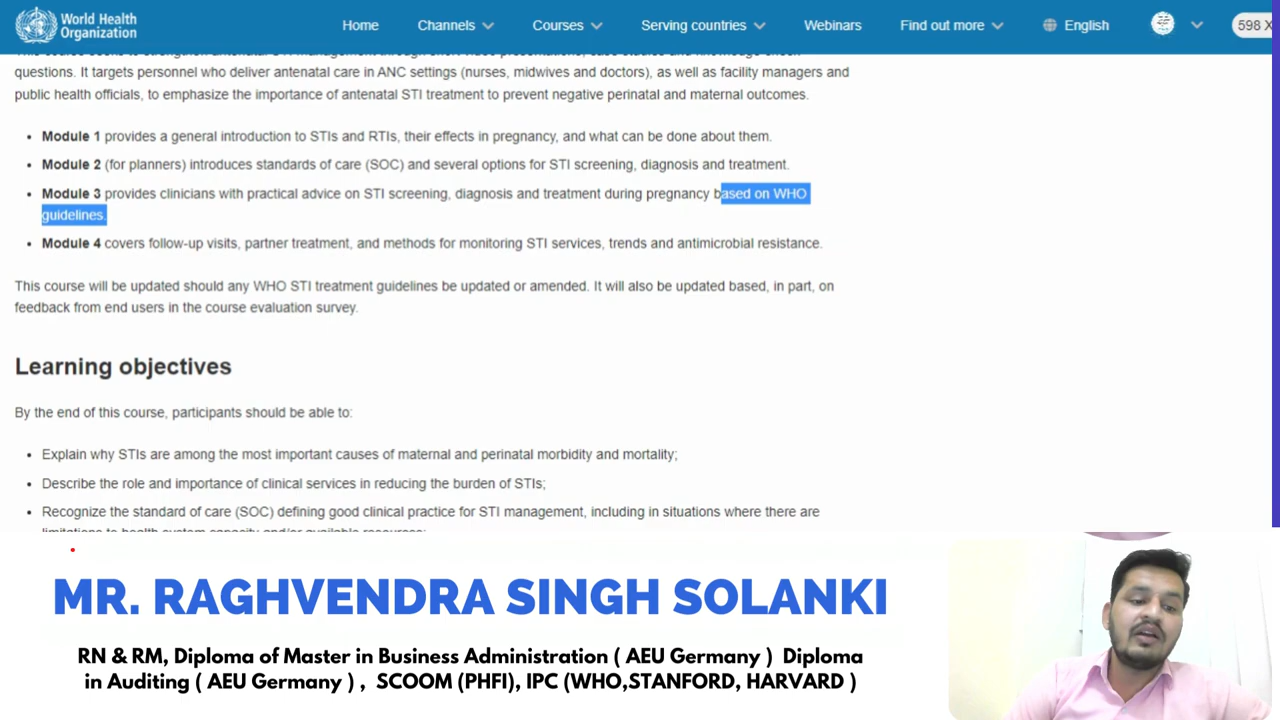 World Health
Organization
Home
Channels
Courses
Serving countries
Webinars
Find out more
English
598 X
questions. It targets personnel who deliver antenatal care in ANC settings (nurses, midwives and doctors), as well as facility managers and
public health officials, to emphasize the importance of antenatal STI treatment to prevent negative perinatal and maternal outcomes.
• Module 1 provides a general introduction to STIs and RTIs, their effects in pregnancy, and what can be done about them.
• Module 2 (for planners) introduces standards of care (SOC) and several options for STI screening, diagnosis and treatment.
• Module 3 provides clinicians with practical advice on STI screening, diagnosis and treatment during pregnancy based on WHO
guidelines.
• Module 4 covers follow-up visits, partner treatment, and methods for monitoring STI services, trends and antimicrobial resistance.
This course will be updated should any WHO STI treatment guidelines be updated or amended. It will also be updated based, in part, on
feedback from end users in the course evaluation survey.
Learning objectives
By the end of this course, participants should be able to:
• Explain why STIs are among the most important causes of maternal and perinatal morbidity and mortality;
• Describe the role and importance of clinical services in reducing the burden of STIs;
• Recognize the standard of care (SOC) defining good clinical practice for STI management, including in situations where there are
MR. RAGHVENDRA SINGH SOLANKI
RN & RM, Diploma of Master in Business Administration ( AEU Germany ) Diploma
in Auditing ( AEU Germany ) , SCOOM (PHFI), IPC (WHO,STANFORD, HARVARD )